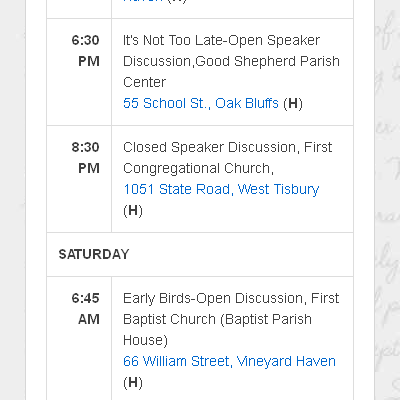 6:30 PM It's Not Too Late-Open Speaker
Discussion,Good Shepherd Parish
Center
55 School St., Oak Bluffs (H)
8:30 PM Closed Speaker Discussion, First
Congregational Church,
1051 State Road, West Tisbury
(H)
SATURDAY
6:45 AM Early Birds-Open Discussion, First
Baptist Church (Baptist Parish
House)
66 William Street, Vineyard Haven
(H)